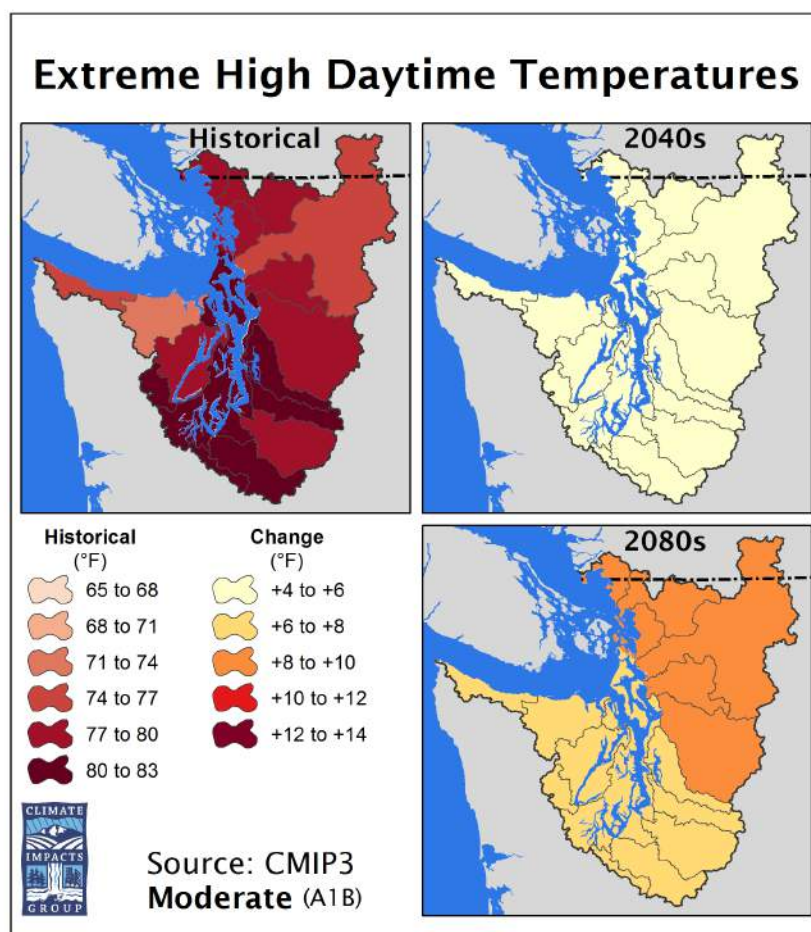 Extreme High Daytime Temperatures
Historical
2040s
Historical
(°F)
65 to 68
68 to 71
71 to 74
74 to 77
77 to 80
80 to 83
Change
(°F)
+4 to +6
+6 to +8
+8 to +10
+10 to +12
+12 to +14
2080s
CLIMATE
IMPACTS
GROUP
Source: CMIP3
Moderate (A1B)